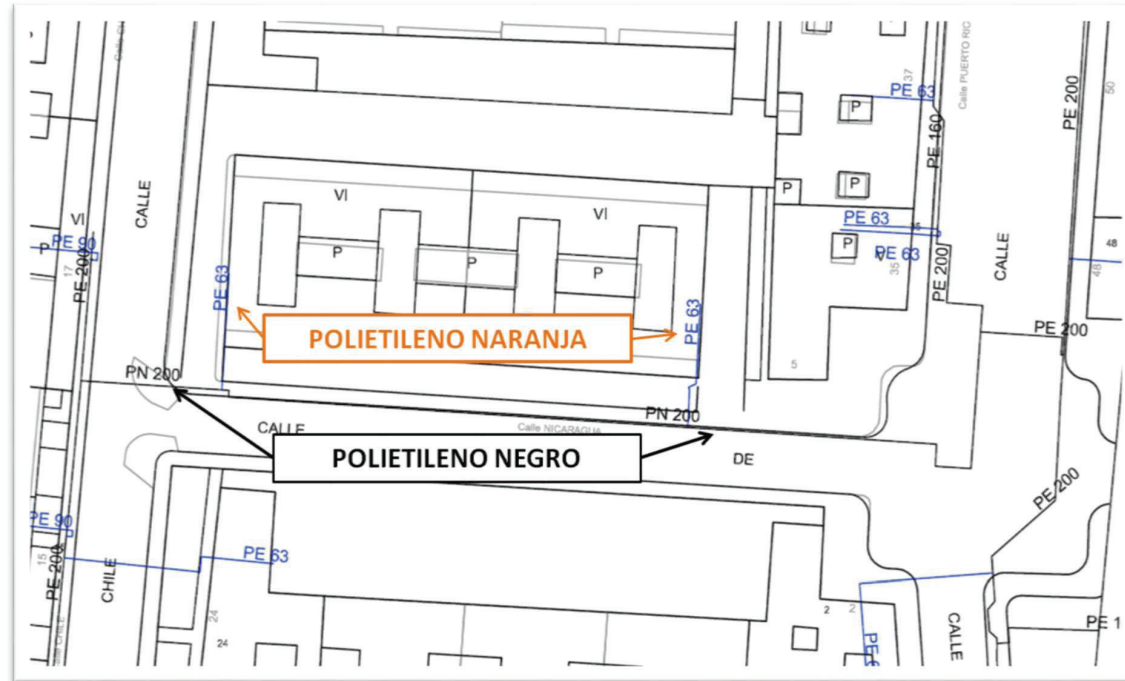 PE 63
37
Calle PUERTO RIC
PE 160
PE 200
50
CALLE
VI
VI
P
P
P
P
P
P
P
VI
PE 90
P
17
PE 200
PE 63
PE 63
35
PE 63
PE 200
CALLE
48
48
PE 63
PE 63
POLIETILENO NARANJA
PE 200
5
PN 200
PN 200
CALLE
Calle NICARAGUA
DE
POLIETILENO NEGRO
PE 200
PE 90
15
PE 200
CHILE
PE 63
24
24
2
2
CALLE
PE 1